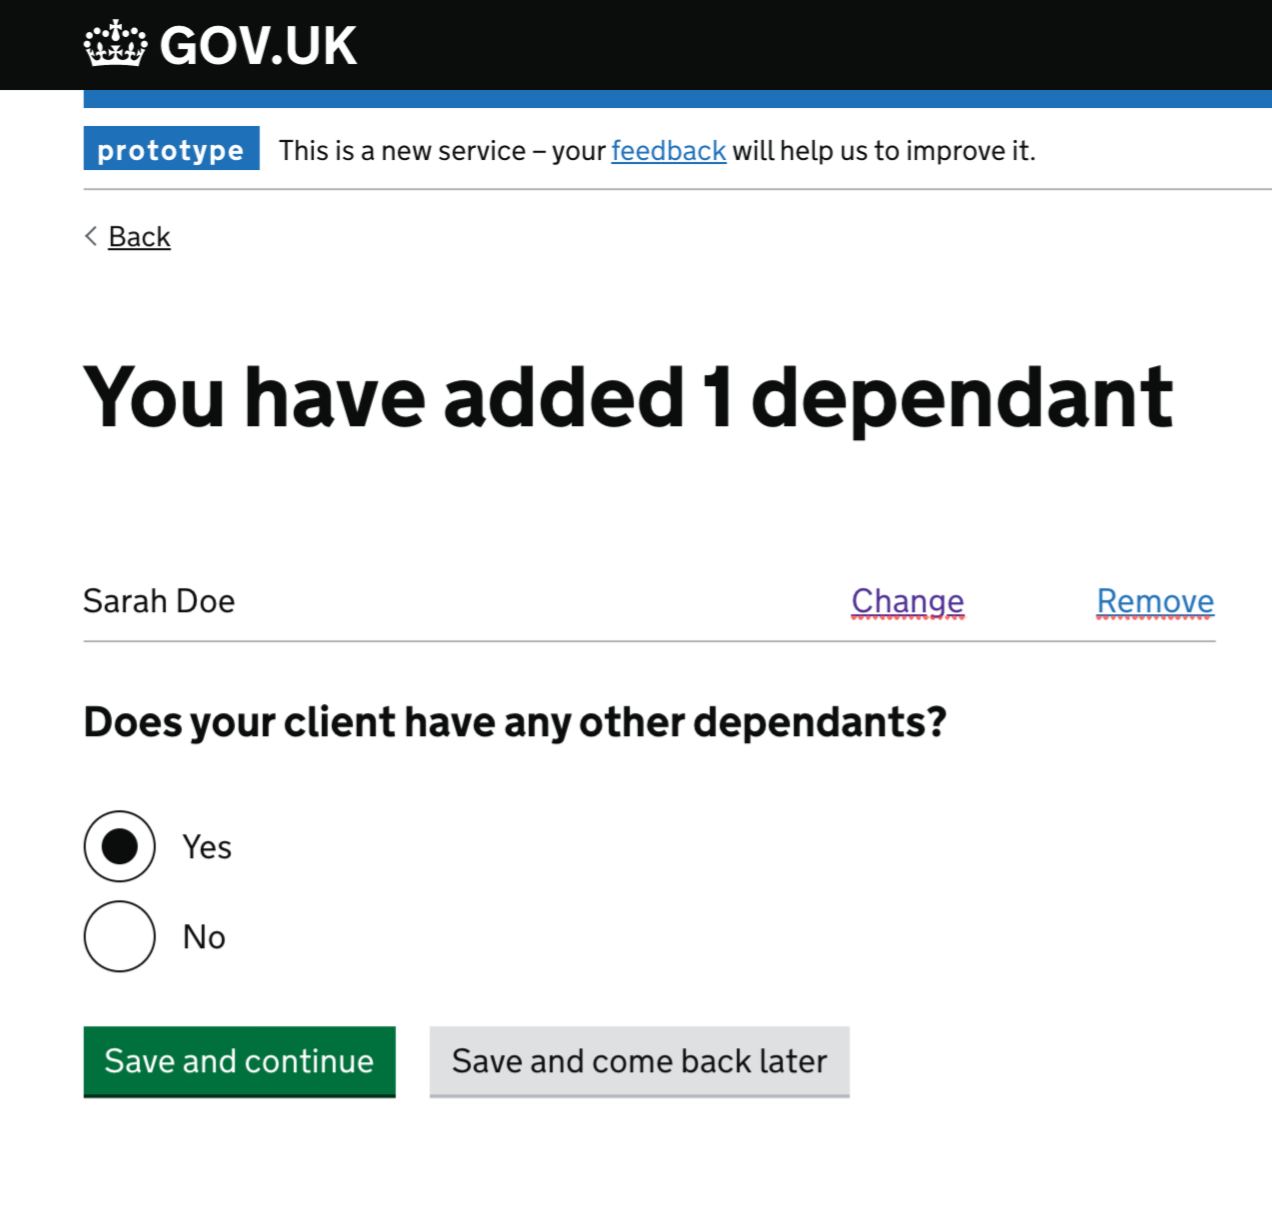 GOV.UK
prototype This is a new service – your feedback will help us to improve it.
Back
You have added 1 dependant
Sarah Doe Change Remove
Does your client have any other dependants?
Yes
No
Save and continue Save and come back later